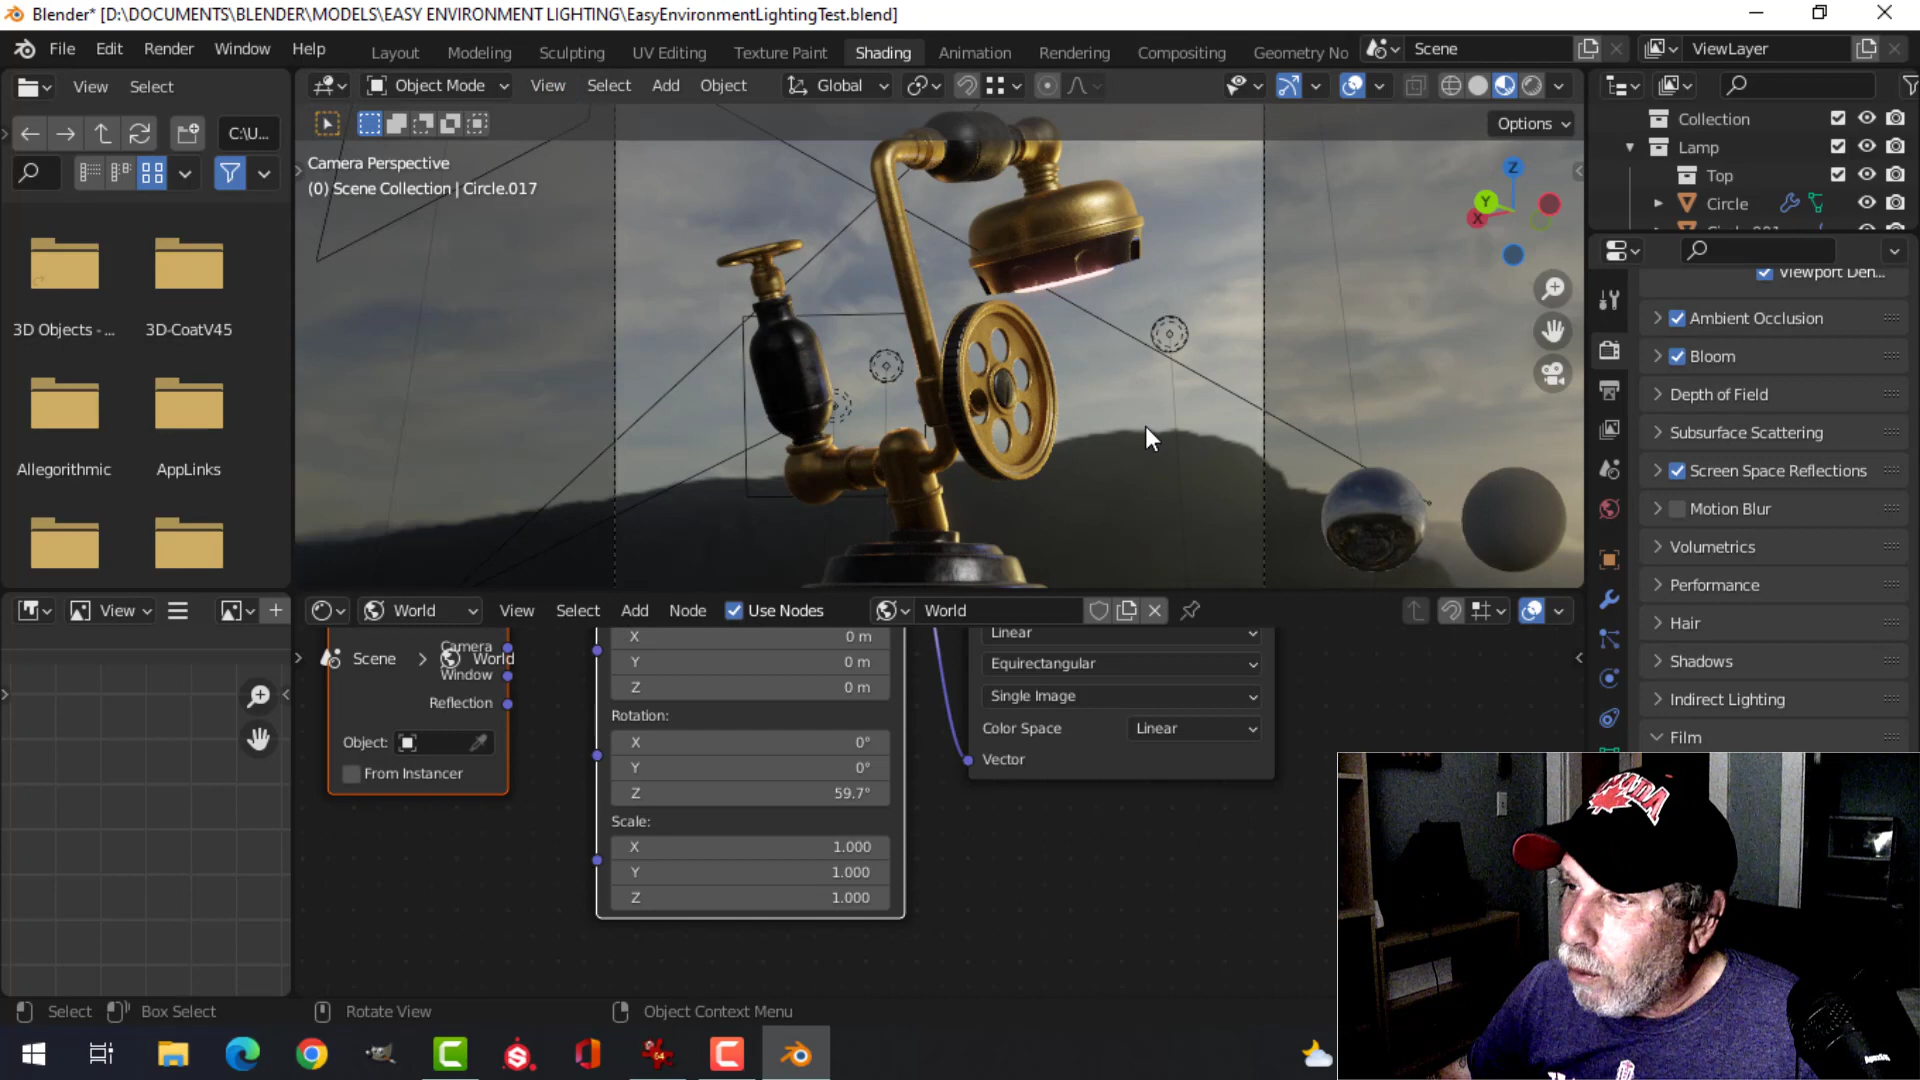 Blender* [D:\DOCUMENTS\BLENDER\MODELS\EASY ENVIRONMENT LIGHTING\EasyEnvironmentLightingTest.blend]
File Edit Render Window Help Layout Modeling Sculpting UV Editing Texture Paint Shading Animation Rendering Compositing Geometry No Scene ViewLayer
View Select Object Mode View Select Add Object Global
C:\U... Options Collection
Lamp
Top
Circle
Camera Perspective
(0) Scene Collection | Circle.017
Z
Y
X
3D Objects - ... 3D-CoatV45
Allegorithmic AppLinks
Viewport Den...
Ambient Occlusion
Bloom
Depth of Field
Subsurface Scattering
Screen Space Reflections
Motion Blur
Volumetrics
Performance
Hair
Shadows
Indirect Lighting
Film
View World View Select Add Node Use Nodes World
Camera
Scene > World
Window
Reflection
Object:
From Instancer
X 0 m
Y 0 m
Z 0 m
Rotation:
X 0°
Y 0°
Z 59.7°
Scale:
X 1.000
Y 1.000
Z 1.000
Linear
Equirectangular
Single Image
Color Space Linear
Vector
Select Box Select Rotate View Object Context Menu
CANADA